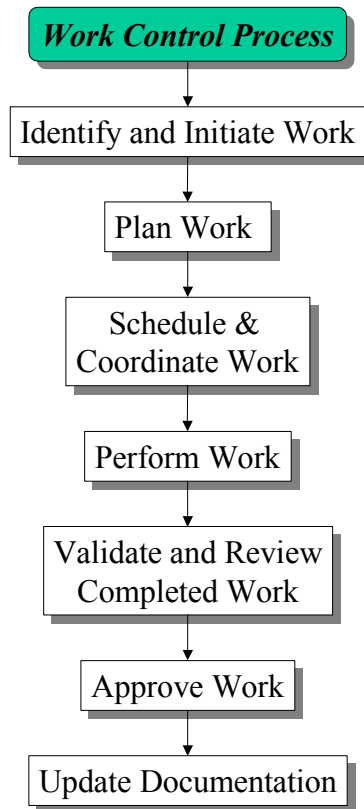 Work Control Process
Identify and Initiate Work
Plan Work
Schedule &
Coordinate Work
Perform Work
Validate and Review
Completed Work
Approve Work
Update Documentation